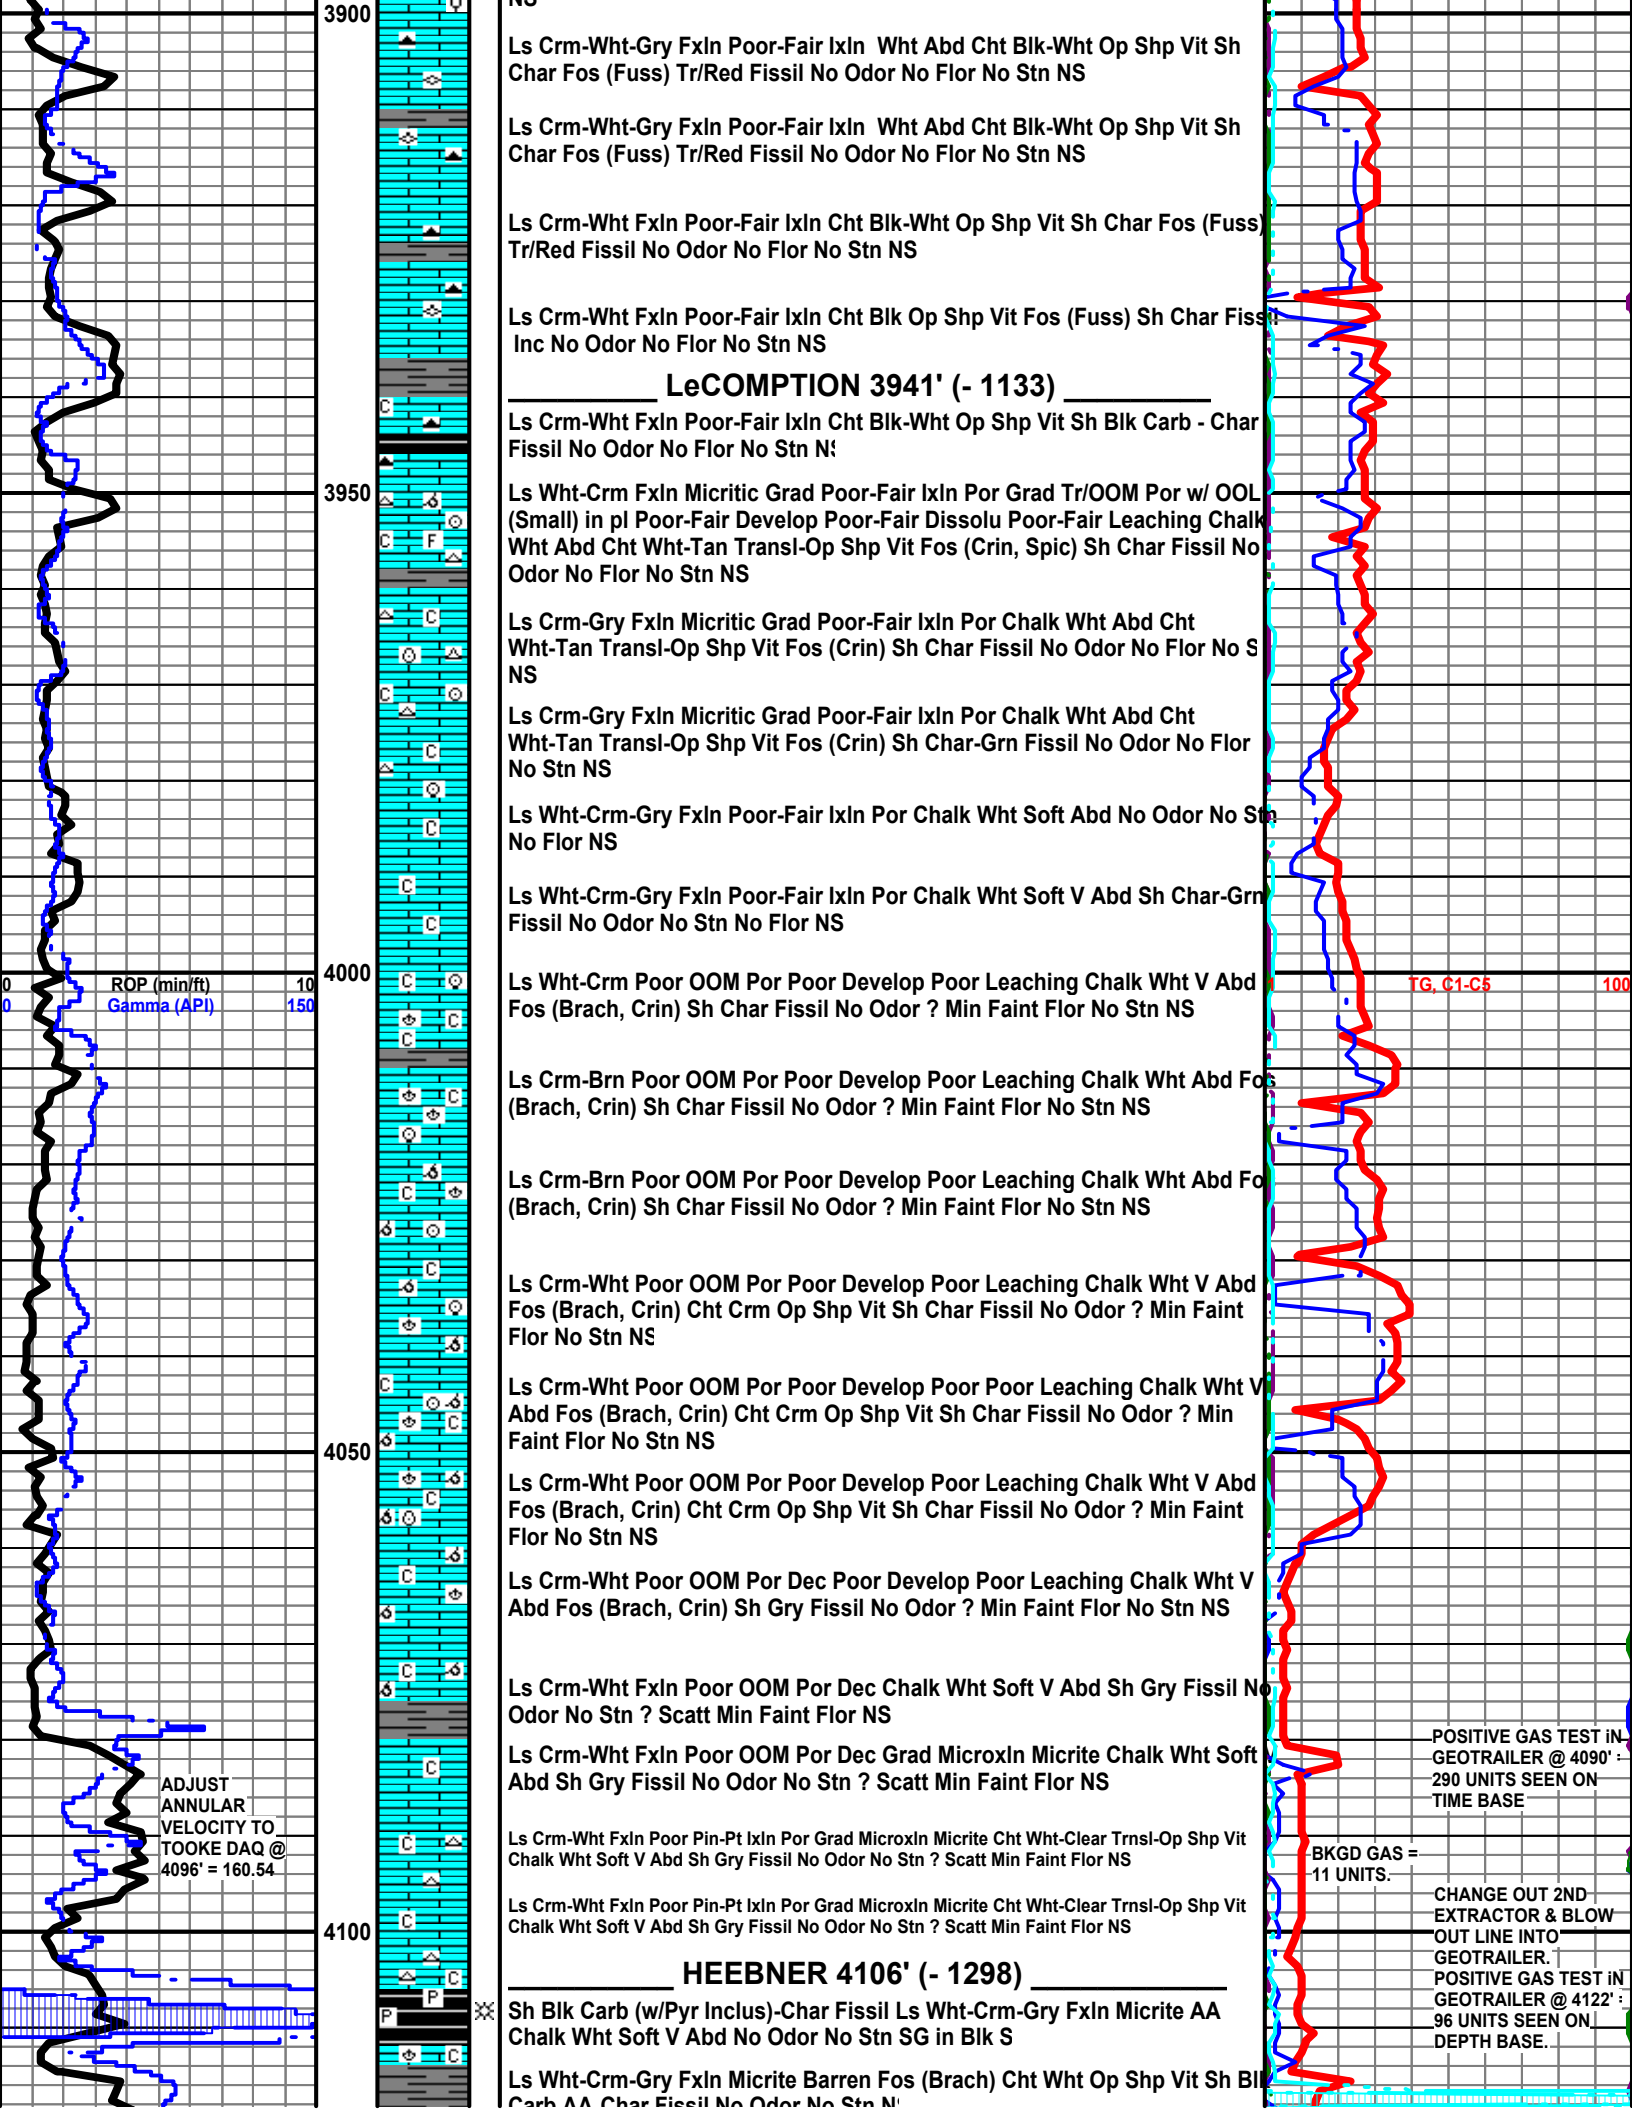 NS
3900
Ls Crm-Wht-Gry Fxln Poor-Fair Ixln  Wht Abd Cht Blk-Wht Op Shp Vit Sh
Char Fos (Fuss) Tr/Red Fissil No Odor No Flor No Stn NS
Ls Crm-Wht-Gry Fxln Poor-Fair Ixln  Wht Abd Cht Blk-Wht Op Shp Vit Sh
Char Fos (Fuss) Tr/Red Fissil No Odor No Flor No Stn NS
Ls Crm-Wht Fxln Poor-Fair Ixln Cht Blk-Wht Op Shp Vit Sh Char Fos (Fuss)
Tr/Red Fissil No Odor No Flor No Stn NS
Ls Crm-Wht Fxln Poor-Fair Ixln Cht Blk Op Shp Vit Fos (Fuss) Sh Char Fissil
Inc No Odor No Flor No Stn NS
LeCOMPTION 3941' (- 1133)
Ls Crm-Wht Fxln Poor-Fair Ixln Cht Blk-Wht Op Shp Vit Sh Blk Carb - Char
Fissil No Odor No Flor No Stn NS
3950
Ls Wht-Crm Fxln Micritic Grad Poor-Fair Ixln Por Grad Tr/OOM Por w/ OOL
(Small) in pl Poor-Fair Develop Poor-Fair Dissolu Poor-Fair Leaching Chalk
Wht Abd Cht Wht-Tan Transl-Op Shp Vit Fos (Crin, Spic) Sh Char Fissil No
Odor No Flor No Stn NS
Ls Crm-Gry Fxln Micritic Grad Poor-Fair Ixln Por Chalk Wht Abd Cht
Wht-Tan Transl-Op Shp Vit Fos (Crin) Sh Char Fissil No Odor No Flor No S
NS
Ls Crm-Gry Fxln Micritic Grad Poor-Fair Ixln Por Chalk Wht Abd Cht
Wht-Tan Transl-Op Shp Vit Fos (Crin) Sh Char-Grn Fissil No Odor No Flor
No Stn NS
Ls Wht-Crm-Gry Fxln Poor-Fair Ixln Por Chalk Wht Soft Abd No Odor No Stn
No Flor NS
Ls Wht-Crm-Gry Fxln Poor-Fair Ixln Por Chalk Wht Soft V Abd Sh Char-Grn
Fissil No Odor No Stn No Flor NS
4000
0 ROP (min/ft) 10
0 Gamma (API) 150
TG, C1-C5 100
Ls Wht-Crm Poor OOM Por Poor Develop Poor Leaching Chalk Wht V Abd
Fos (Brach, Crin) Sh Char Fissil No Odor ? Min Faint Flor No Stn NS
Ls Crm-Brn Poor OOM Por Poor Develop Poor Leaching Chalk Wht Abd Fos
(Brach, Crin) Sh Char Fissil No Odor ? Min Faint Flor No Stn NS
Ls Crm-Brn Poor OOM Por Poor Develop Poor Leaching Chalk Wht Abd Fo
(Brach, Crin) Sh Char Fissil No Odor ? Min Faint Flor No Stn NS
Ls Crm-Wht Poor OOM Por Poor Develop Poor Leaching Chalk Wht V Abd
Fos (Brach, Crin) Cht Crm Op Shp Vit Sh Char Fissil No Odor ? Min Faint
Flor No Stn NS
Ls Crm-Wht Poor OOM Por Poor Develop Poor Poor Leaching Chalk Wht V
Abd Fos (Brach, Crin) Cht Crm Op Shp Vit Sh Char Fissil No Odor ? Min
Faint Flor No Stn NS
4050
Ls Crm-Wht Poor OOM Por Poor Develop Poor Leaching Chalk Wht V Abd
Fos (Brach, Crin) Cht Crm Op Shp Vit Sh Char Fissil No Odor ? Min Faint
Flor No Stn NS
Ls Crm-Wht Poor OOM Por Dec Poor Develop Poor Leaching Chalk Wht V
Abd Fos (Brach, Crin) Sh Gry Fissil No Odor ? Min Faint Flor No Stn NS
Ls Crm-Wht Fxln Poor OOM Por Dec Chalk Wht Soft V Abd Sh Gry Fissil No
Odor No Stn ? Scatt Min Faint Flor NS
Ls Crm-Wht Fxln Poor OOM Por Dec Grad Microxln Micrite Chalk Wht Soft
Abd Sh Gry Fissil No Odor No Stn ? Scatt Min Faint Flor NS
POSITIVE GAS TEST iN
GEOTRAILER @ 4090' =
290 UNITS SEEN ON
TIME BASE
ADJUST
ANNULAR
VELOCITY TO
TOOKE DAQ @
4096' = 160.54
Ls Crm-Wht Fxln Poor Pin-Pt Ixln Por Grad Microxln Micrite Cht Wht-Clear Trnsl-Op Shp Vit
Chalk Wht Soft V Abd Sh Gry Fissil No Odor No Stn ? Scatt Min Faint Flor NS
BKGD GAS =
11 UNITS.
Ls Crm-Wht Fxln Poor Pin-Pt Ixln Por Grad Microxln Micrite Cht Wht-Clear Trnsl-Op Shp Vit
Chalk Wht Soft V Abd Sh Gry Fissil No Odor No Stn ? Scatt Min Faint Flor NS
CHANGE OUT 2ND
EXTRACTOR & BLOW
OUT LINE INTO
GEOTRAILER.
POSITIVE GAS TEST iN
GEOTRAILER @ 4122' =
96 UNITS SEEN ON
DEPTH BASE.
4100
HEEBNER 4106' (- 1298)
Sh Blk Carb (w/Pyr Inclus)-Char Fissil Ls Wht-Crm-Gry Fxln Micrite AA
Chalk Wht Soft V Abd No Odor No Stn SG in Blk S
Ls Wht-Crm-Gry Fxln Micrite Barren Fos (Brach) Cht Wht Op Shp Vit Sh Blk
Carb AA Char Fissil No Odor No Stn NS